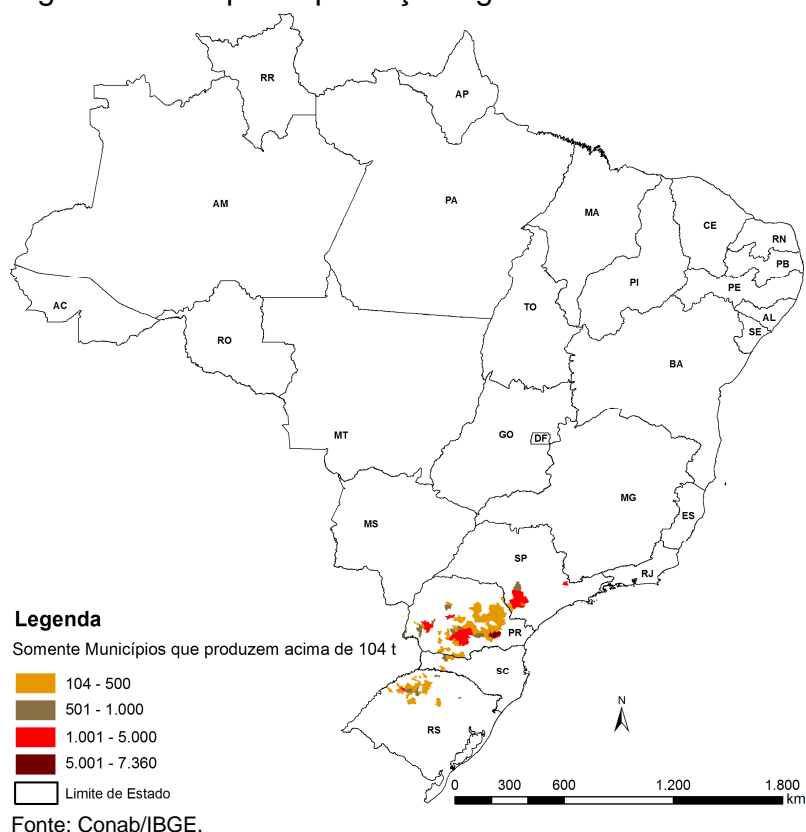 RR
AP
AM
PA
MA
CE
RN
PB
PI
PE
AC
TO
AL
SE
RO
BA
MT
GO
DF
MG
MS
ES
SP
RJ
PR
SC
RS
Legenda
Somente Municípios que produzem acima de 104 t
104 - 500
501 - 1.000
1.001 - 5.000
5.001 - 7.360
Limite de Estado
N
0 300 600 1.200 1.800
km
Fonte: Conab/IBGE.